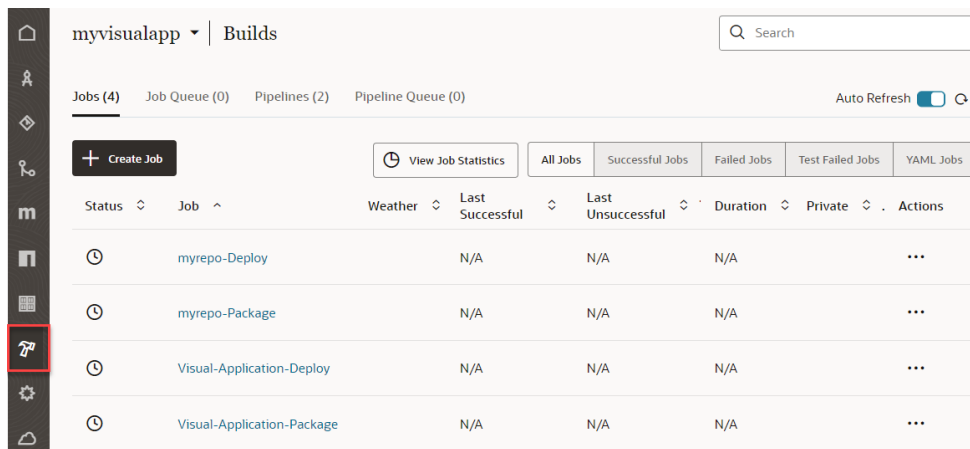 myvisualapp Builds
Search
Jobs (4) Job Queue (0) Pipelines (2) Pipeline Queue (0) Auto Refresh
Create Job View Job Statistics All Jobs Successful Jobs Failed Jobs Test Failed Jobs YAML Jobs
Status Job Weather Last Successful Last Unsuccessful Duration Private Actions
myrepo-Deploy N/A N/A N/A
myrepo-Package N/A N/A N/A
Visual-Application-Deploy N/A N/A N/A
Visual-Application-Package N/A N/A N/A